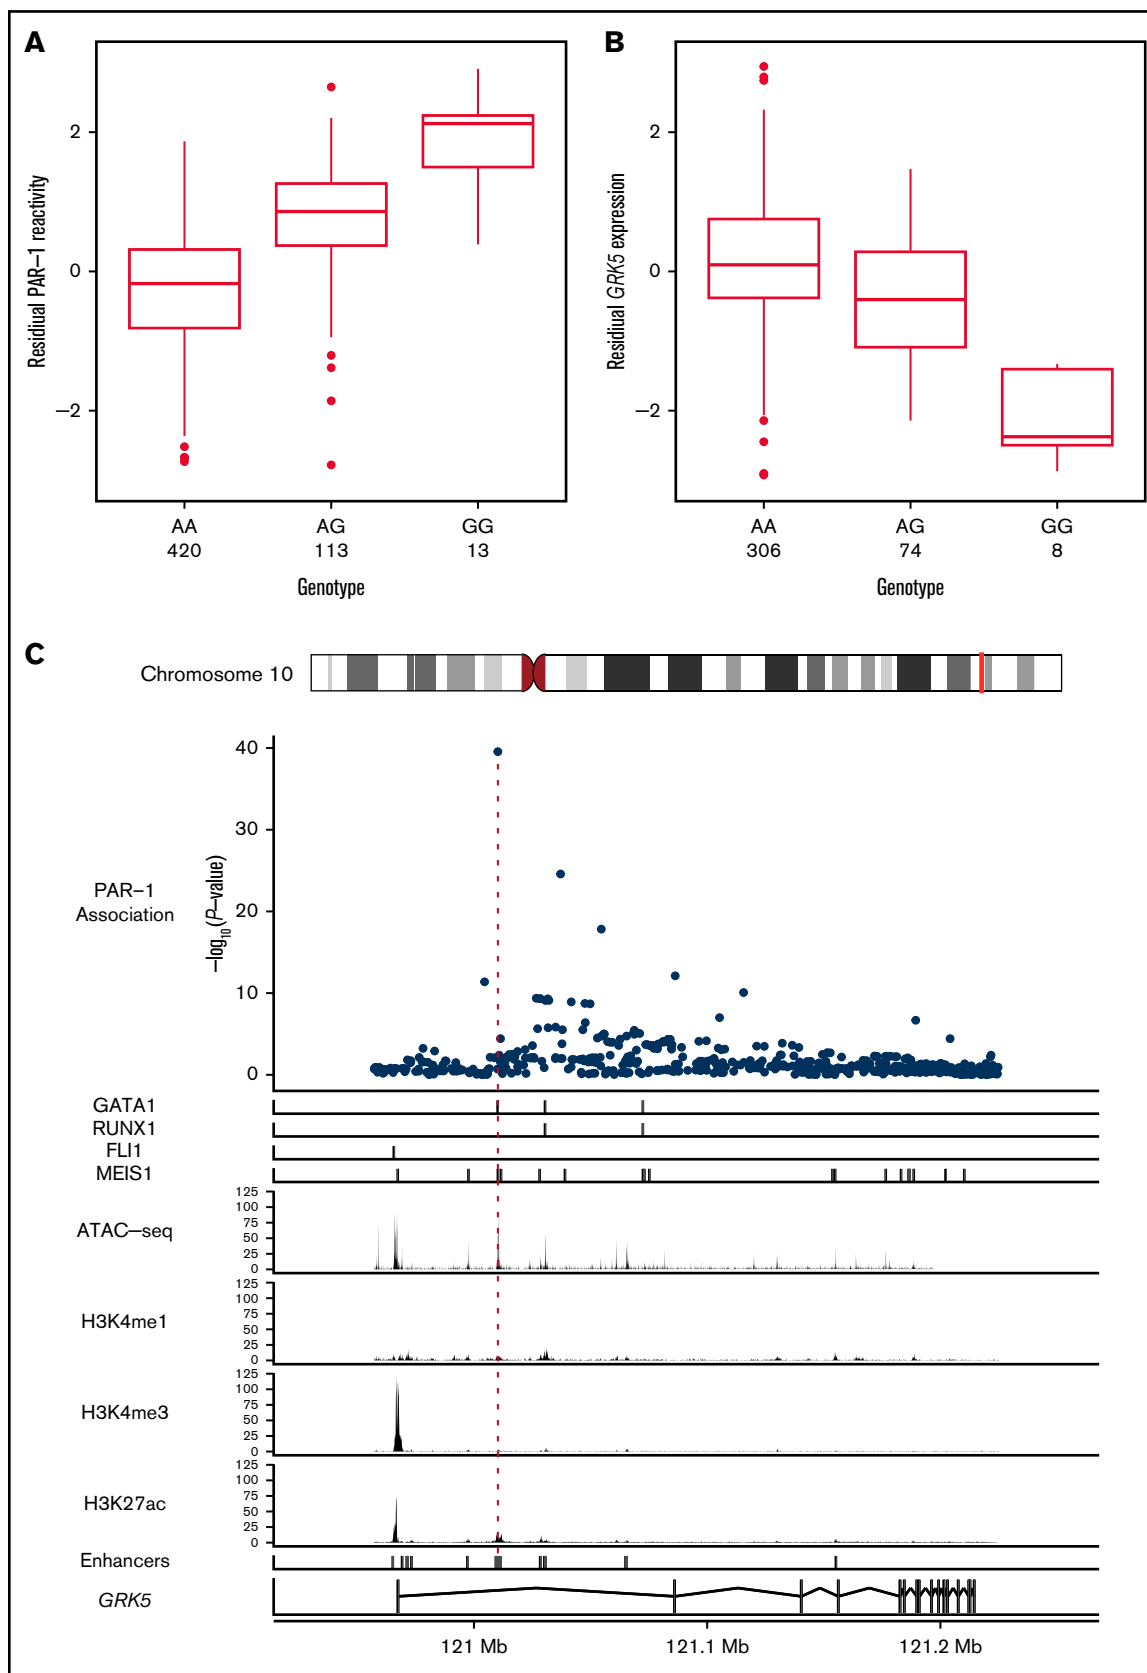 A
B
Residiual PAR–1 reactivity
2
0
–2
AA
AG
GG
420
113
13
Genotype
Residiual GRK5 expression
2
0
–2
AA
AG
GG
306
74
8
Genotype
C
Chromosome 10
PAR–1
Association
–log10(P–value)
40
30
20
10
0
GATA1
RUNX1
FLI1
MEIS1
ATAC–seq
125
100
75
50
25
0
H3K4me1
125
100
75
50
25
0
H3K4me3
125
100
75
50
25
0
H3K27ac
125
100
75
50
25
0
Enhancers
GRK5
121 Mb
121.1 Mb
121.2 Mb